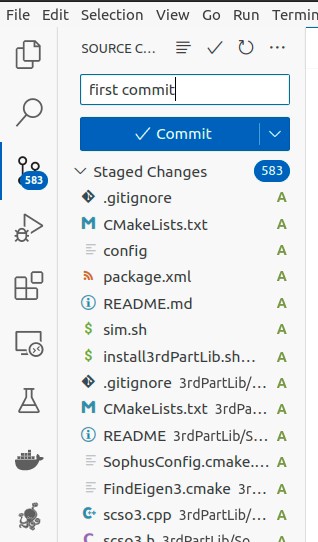 File Edit Selection View Go Run Termin
SOURCE C...
first commit
Commit
583
Staged Changes 583
.gitignore A
CMakeLists.txt A
config A
package.xml A
README.md A
sim.sh A
install3rdPartLib.sh... A
.gitignore 3rdPartLib/... A
CMakeLists.txt 3rdPa... A
README 3rdPartLib/S... A
SophusConfig.cmake.... A
FindEigen3.cmake 3r... A
scso3.cpp 3rdPartLib/... A
scso3.h 3rdPartLib/So... A